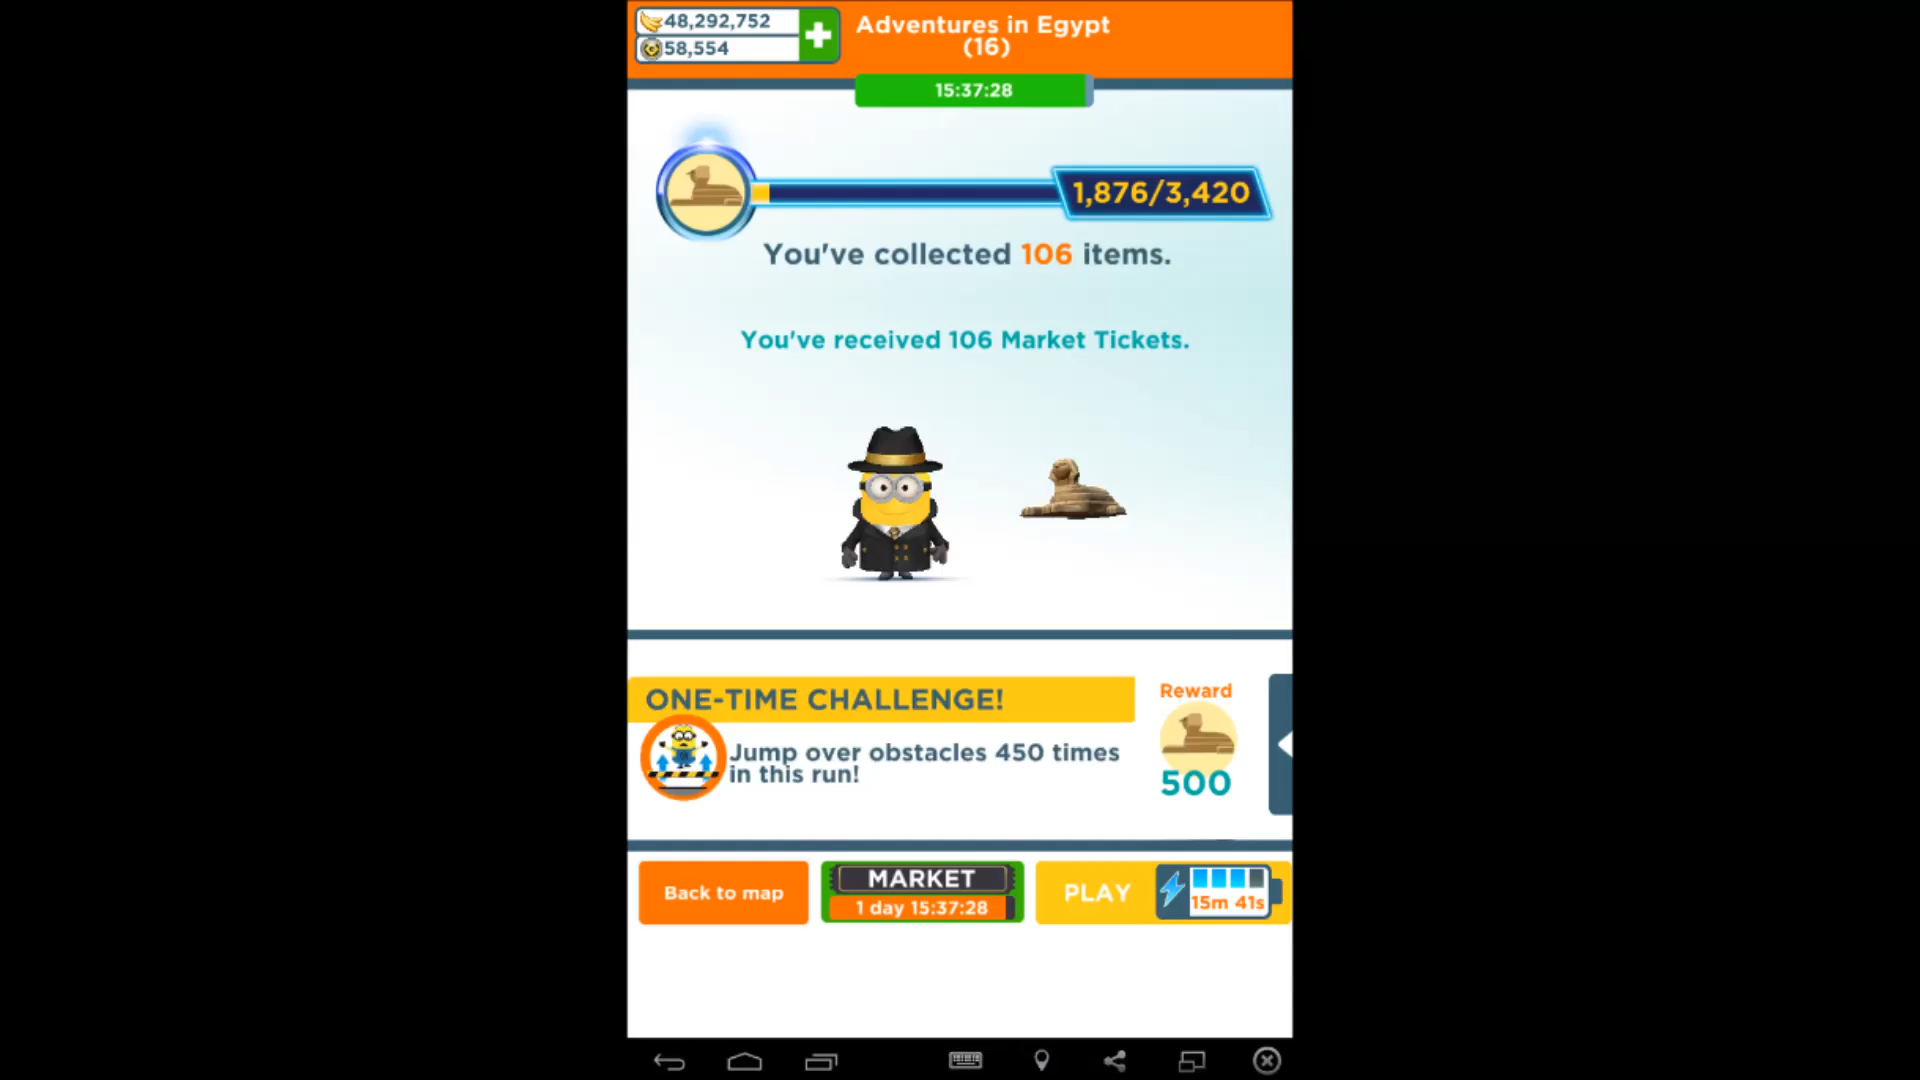 48,292,752
58,554
Adventures in Egypt
(16)
15:37:28
1,876/3,420
You've collected 106 items.
You've received 106 Market Tickets.
ONE-TIME CHALLENGE!
Jump over obstacles 450 times
in this run!
Reward
500
Back to map
MARKET
1 day 15:37:28
PLAY
15m 41s